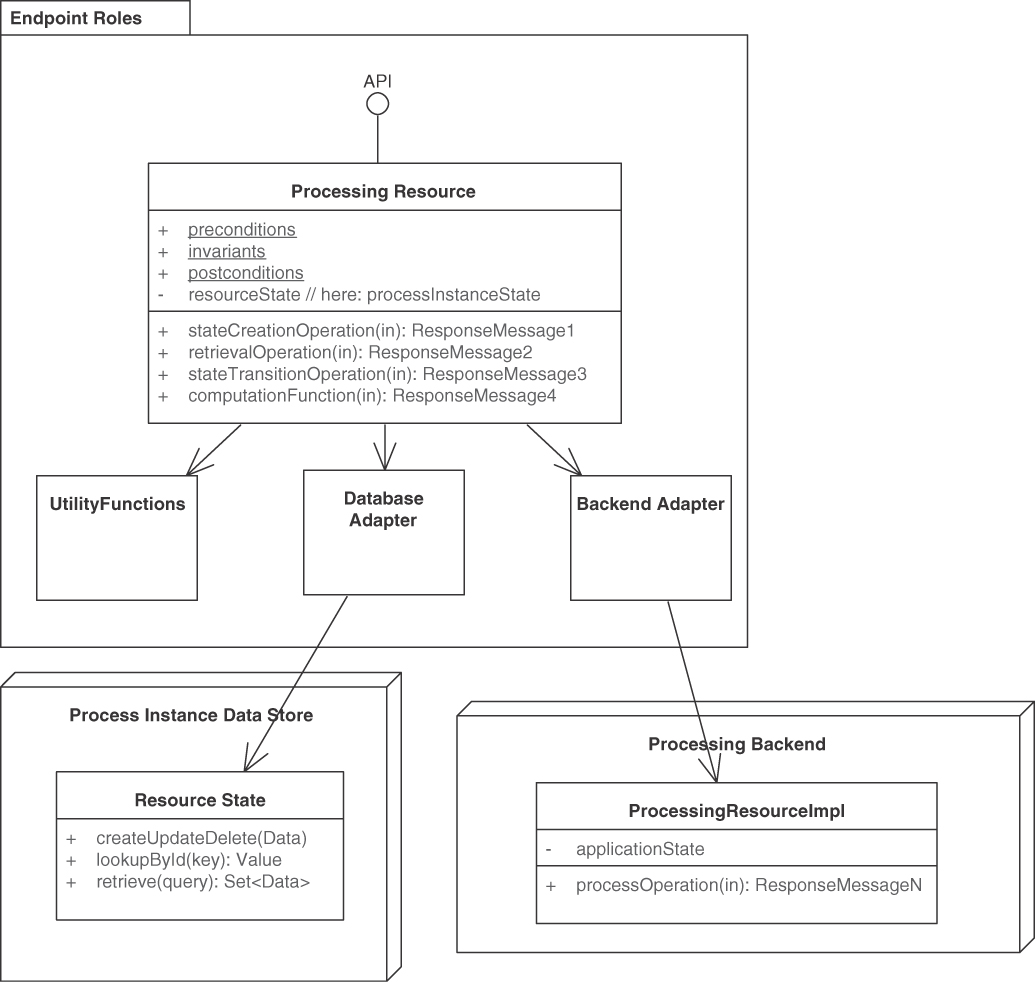 Endpoint Roles
API
Processing Resource
+ preconditions
+ invariants
+ postconditions
- resourceState // here: processInstanceState
+ stateCreationOperation(in): ResponseMessage1
+ retrievalOperation(in): ResponseMessage2
+ stateTransitionOperation(in): ResponseMessage3
+ computationFunction(in): ResponseMessage4
UtilityFunctions
Database
Adapter
Backend Adapter
Process Instance Data Store
Resource State
+ createUpdateDelete(Data)
+ lookupById(key): Value
+ retrieve(query): Set<Data>
Processing Backend
ProcessingResourceImpl
- applicationState
+ processOperation(in): ResponseMessageN